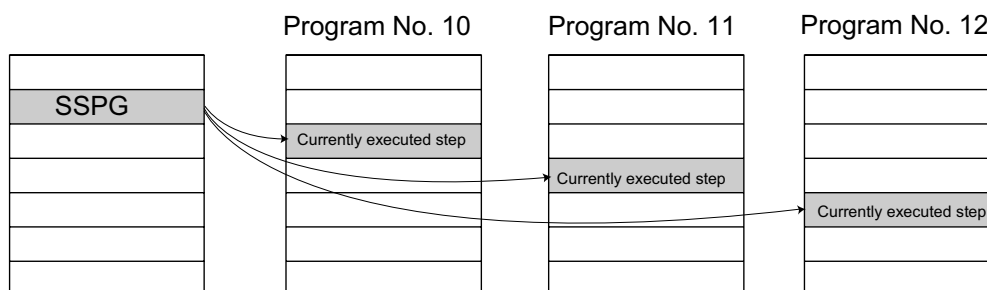 Program No. 10 Program No. 11 Program No. 12
SSPG
Currently executed step
Currently executed step
Currently executed step